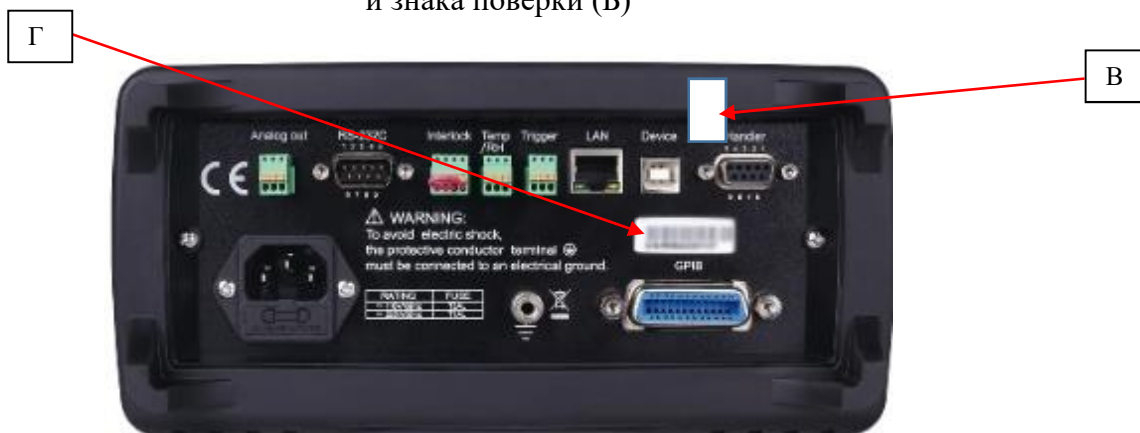 и знака поверки (Б)
Г
В
Analog out RS-232C Interlock Temp /RH Trigger LAN Device Hander
CE
⚠ WARNING:
To avoid electric shock,
the protective conductor terminal
must be connected to an electrical ground.
GPIB
RATING FUSE